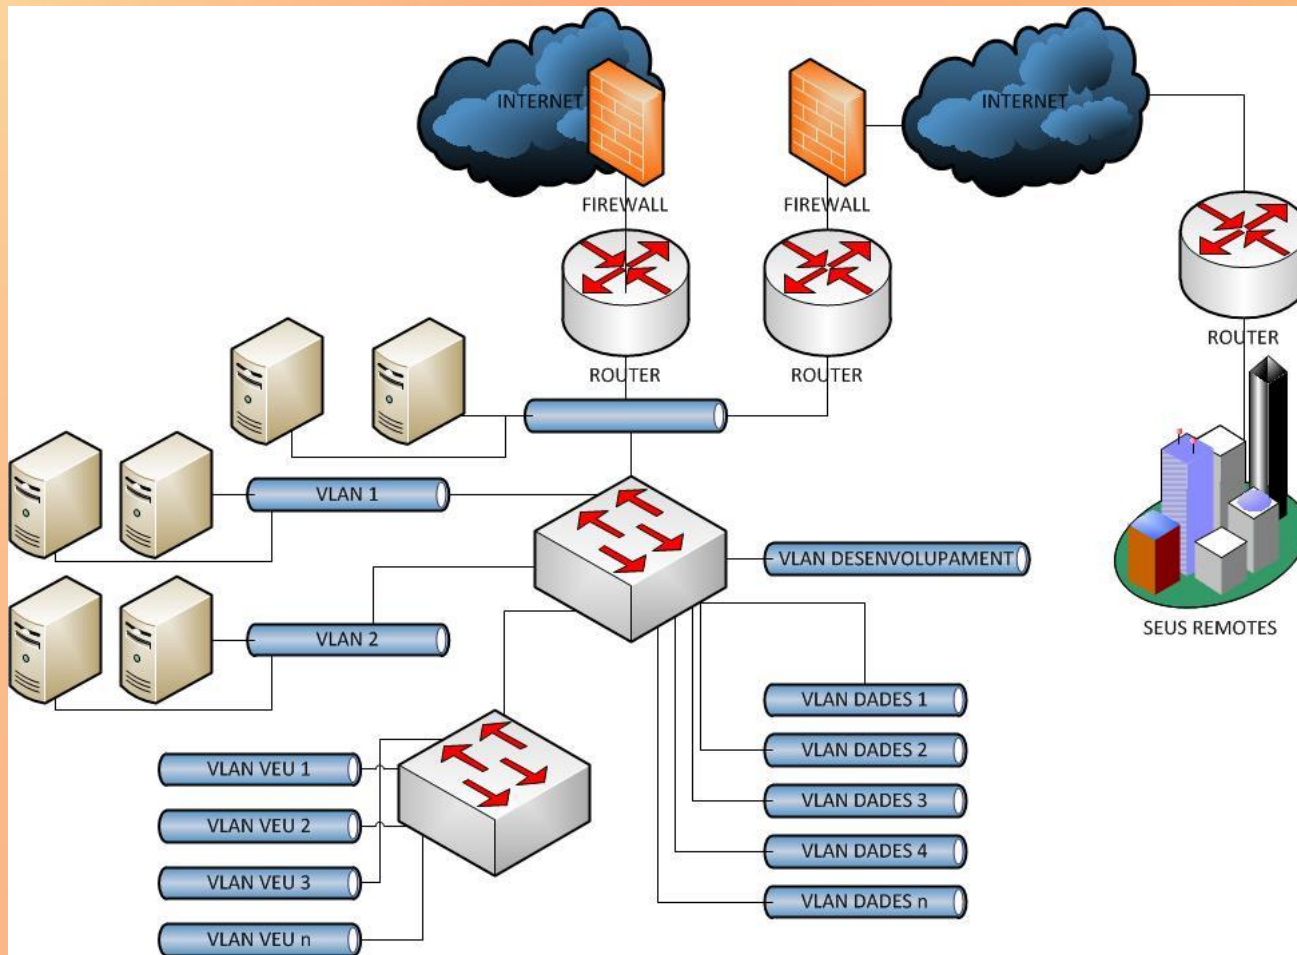 INTERNET
INTERNET
FIREWALL
FIREWALL
ROUTER
ROUTER
ROUTER
VLAN 1
VLAN DESENVOLUPAMENT
VLAN 2
SEUS REMOTES
VLAN DADES 1
VLAN DADES 2
VLAN DADES 3
VLAN DADES 4
VLAN DADES n
VLAN VEU 1
VLAN VEU 2
VLAN VEU 3
VLAN VEU n